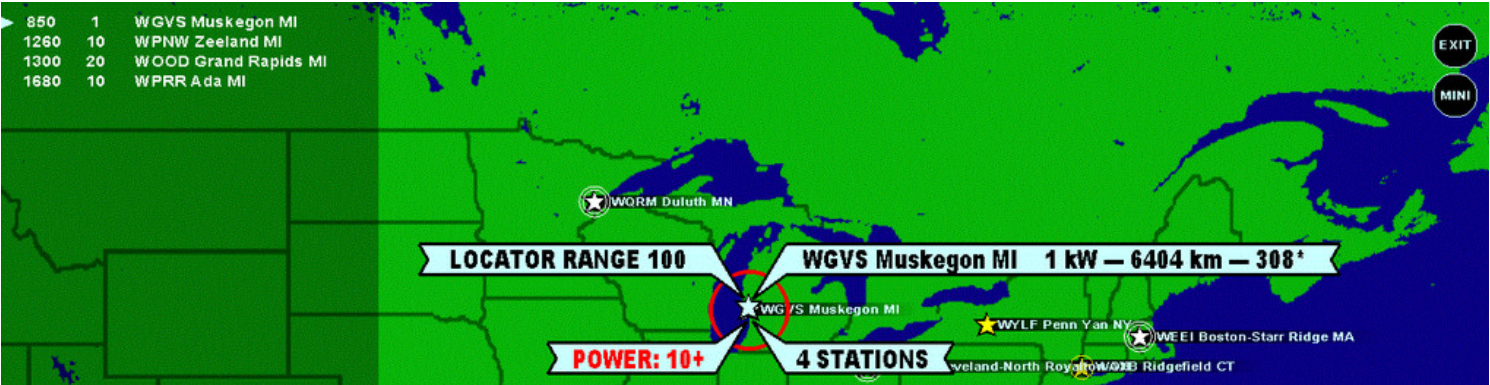 850 1 WGVS Muskegon MI
1260 10 WPNW Zeeland MI
1300 20 WOOD Grand Rapids MI
1680 10 WPRR Ada MI
EXIT
MINI
WQRM Duluth MN
LOCATOR RANGE 100
WGVS Muskegon MI 1 kW — 6404 km — 308*
WGVS Muskegon MI
WYLF Penn Yan NY
WEEI Boston-Starr Ridge MA
POWER: 10+
4 STATIONS
veland-North Ridgefield CT